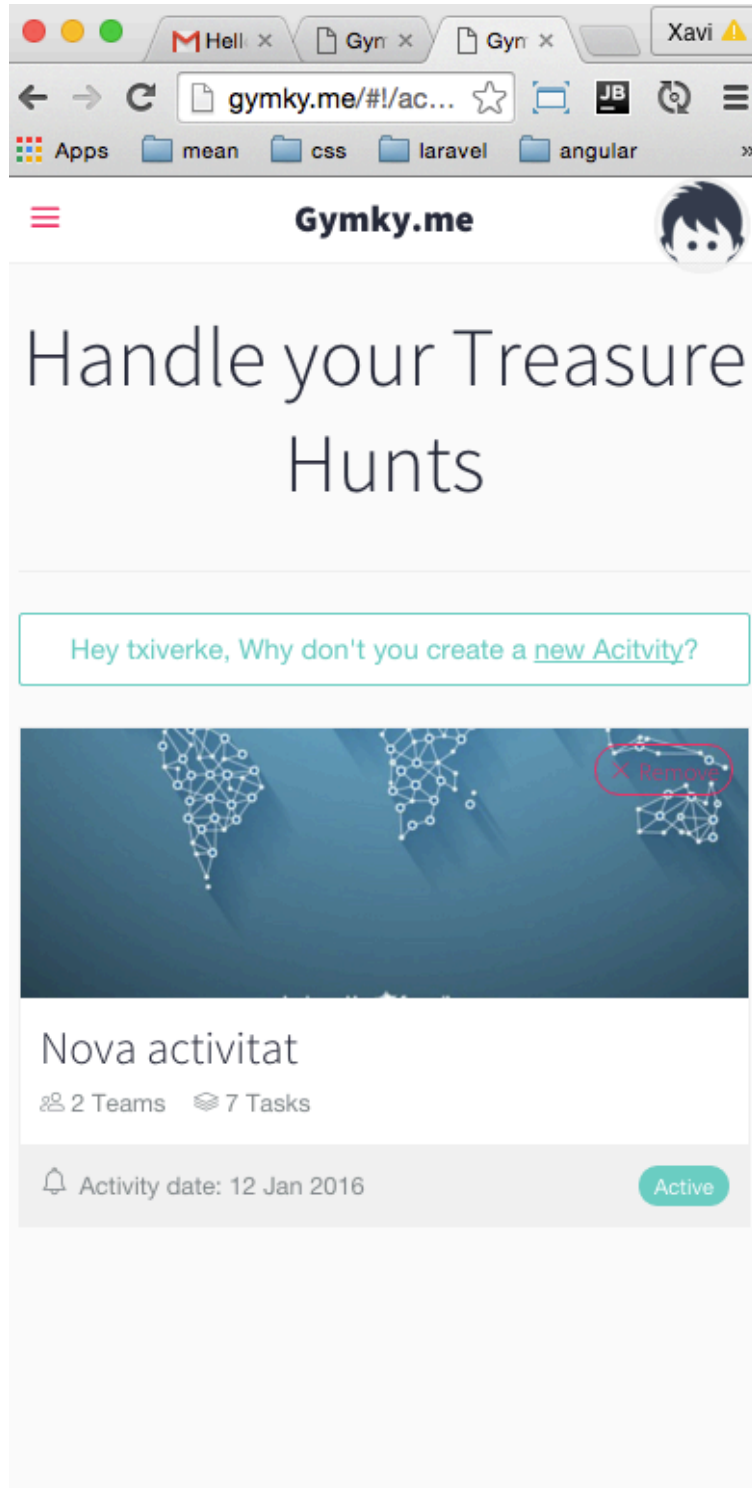 Hell
Gyn
Gyn
Xavi
gymky.me/#!/ac...
JB
Apps
mean
css
laravel
angular
»
Gymky.me
Handle your Treasure
Hunts
Hey txiverke, Why don't you create a new Acitvity?
× Remove
Nova activitat
2 Teams
7 Tasks
Activity date: 12 Jan 2016
Active